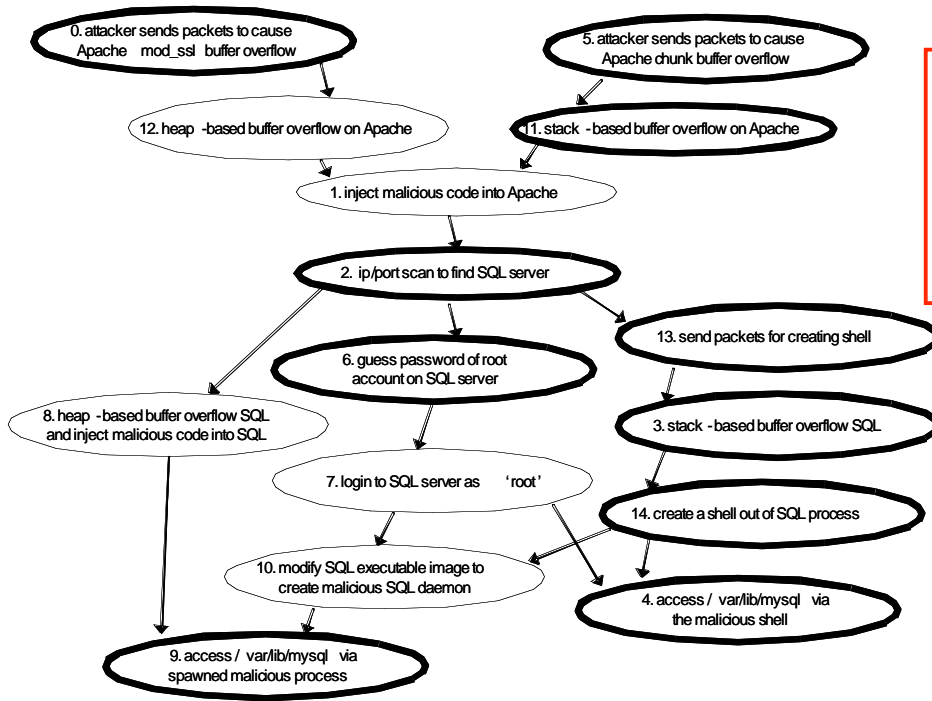 0. attacker sends packets to cause
Apache mod_ssl buffer overflow
5. attacker sends packets to cause
Apache chunk buffer overflow
12. heap -based buffer overflow on Apache
11. stack -based buffer overflow on Apache
1. inject malicious code into Apache
2. ip/port scan to find SQL server
13. send packets for creating shell
6. guess password of root
account on SQL server
8. heap -based buffer overflow SQL
and inject malicious code into SQL
3. stack -based buffer overflow SQL
7. login to SQL server as 'root'
14. create a shell out of SQL process
10. modify SQL executable image to
create malicious SQL daemon
4. access / var/lib/mysql via
the malicious shell
9. access / var/lib/mysql via
spawned malicious process